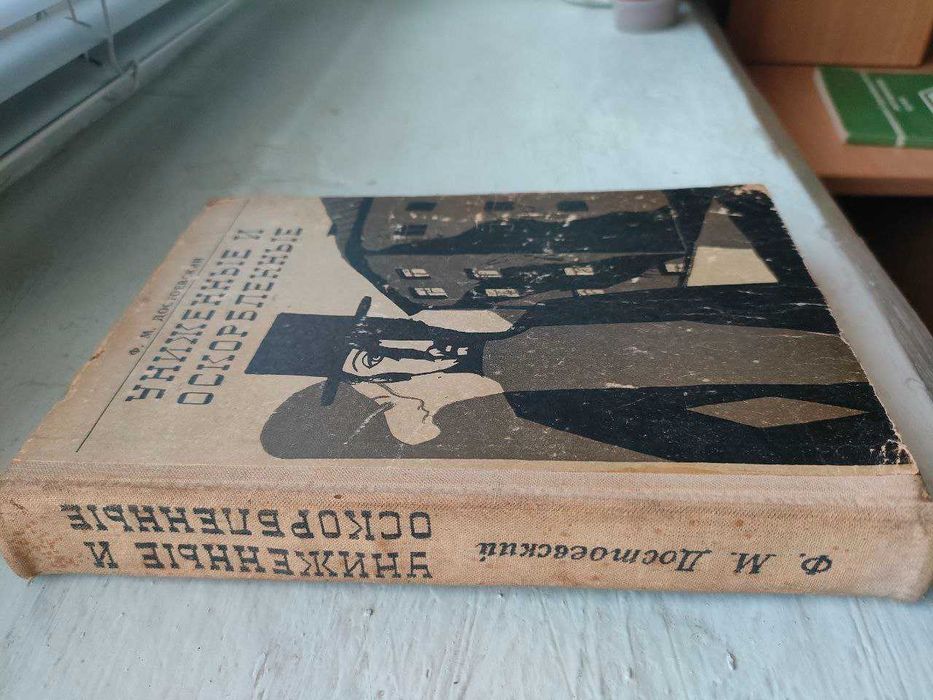 Ф. М. ДОСТОЕВСКИЙ
УНИЖЕННЫЕ И
ОСКОРБЛЕННЫЕ
Ф. М. Достоевский
УНИЖЕННЫЕ И
ОСКОРБЛЕННЫЕ